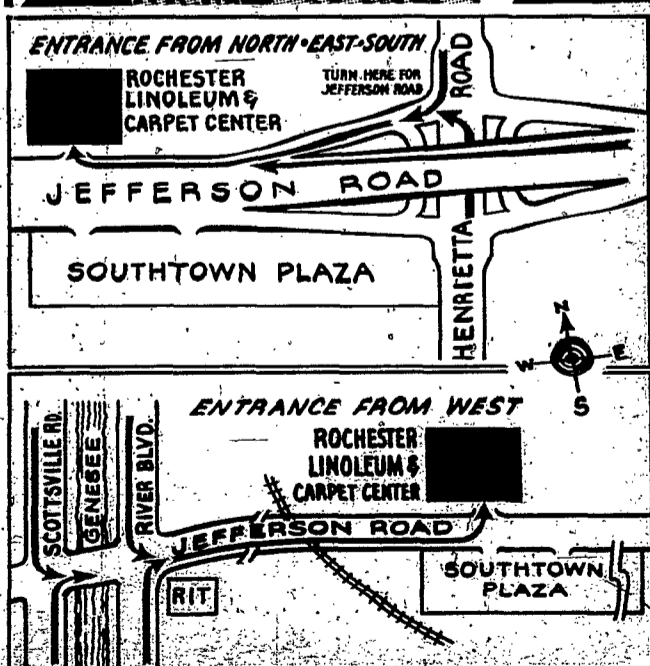 ENTRANCE FROM NORTH•EAST•SOUTH
ROCHESTER
LINOLEUM &
CARPET CENTER
TURN HERE FOR
JEFFERSON ROAD
ROAD
JEFFERSON ROAD
HENRIETTA
SOUTHTOWN PLAZA
N
W E
S
ENTRANCE FROM WEST
ROCHESTER
LINOLEUM &
CARPET CENTER
SCOTTSVILLE RD.
GENESEE
RIVER BLVD.
JEFFERSON ROAD
RIT
SOUTHTOWN
PLAZA